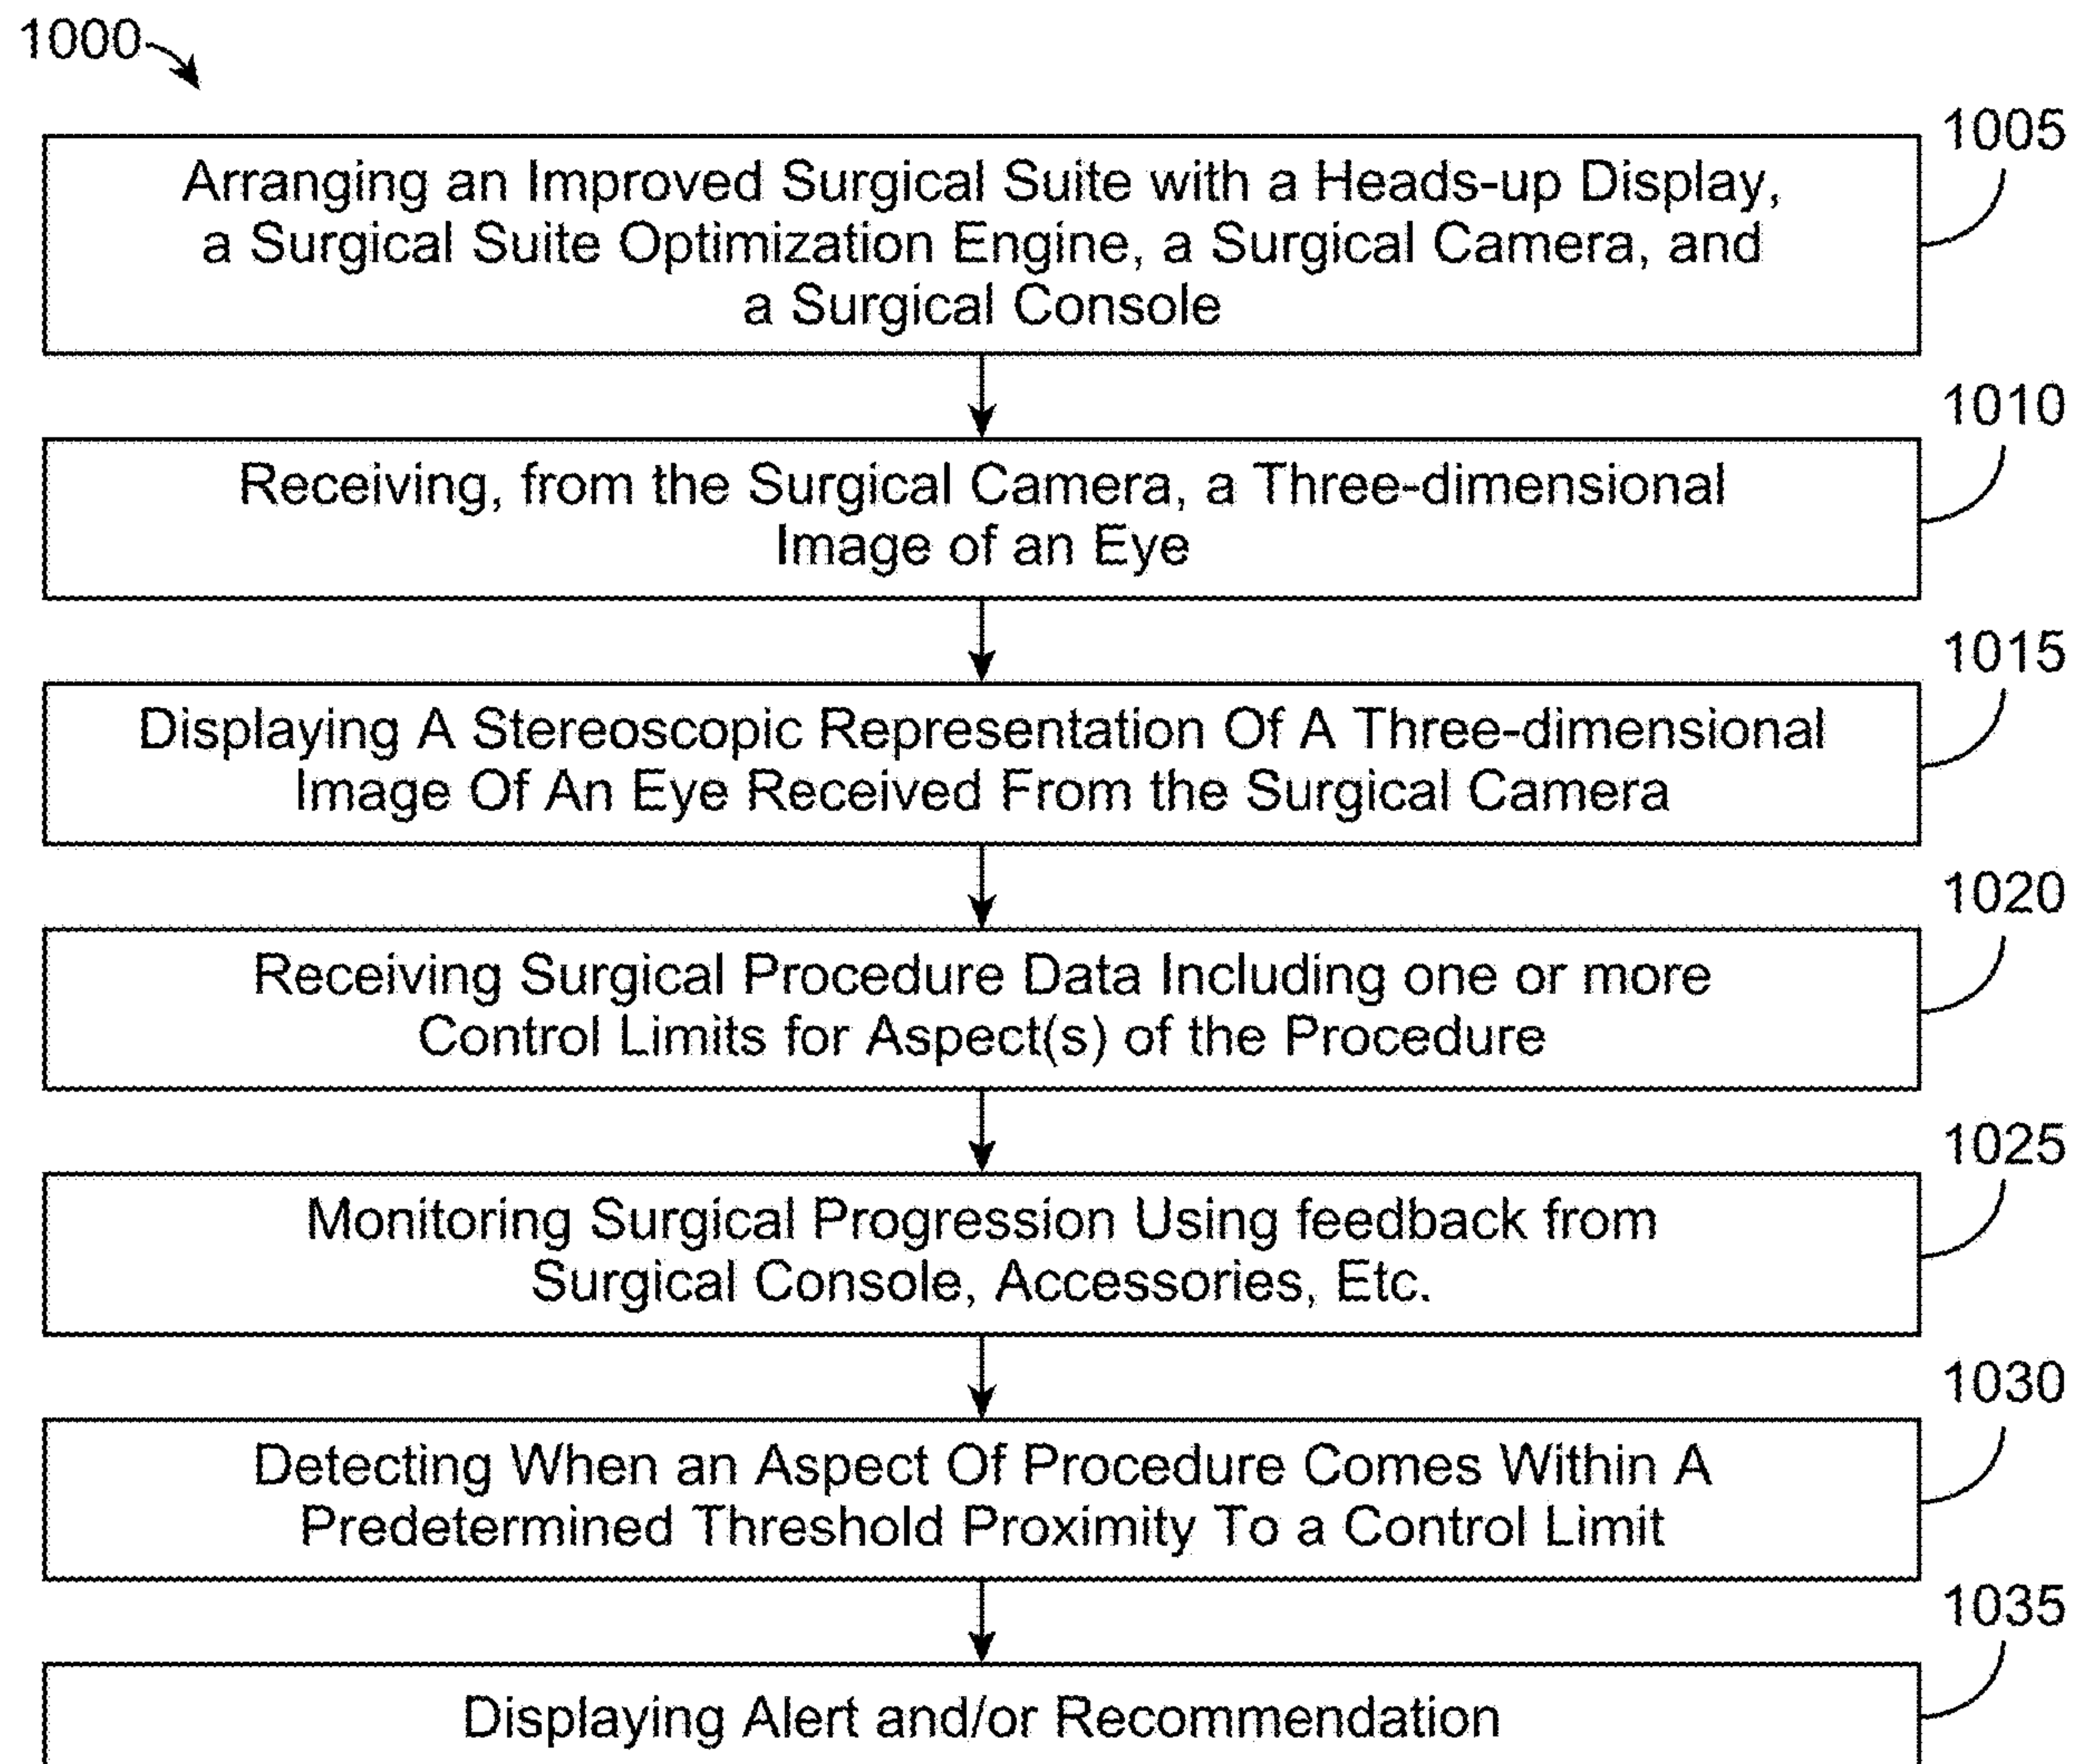 1000
1005
Arranging an Improved Surgical Suite with a Heads-up Display,
a Surgical Suite Optimization Engine, a Surgical Camera, and
a Surgical Console
1010
Receiving, from the Surgical Camera, a Three-dimensional
Image of an Eye
1015
Displaying A Stereoscopic Representation Of A Three-dimensional
Image Of An Eye Received From the Surgical Camera
1020
Receiving Surgical Procedure Data Including one or more
Control Limits for Aspect(s) of the Procedure
1025
Monitoring Surgical Progression Using feedback from
Surgical Console, Accessories, Etc.
1030
Detecting When an Aspect Of Procedure Comes Within A
Predetermined Threshold Proximity To a Control Limit
1035
Displaying Alert and/or Recommendation